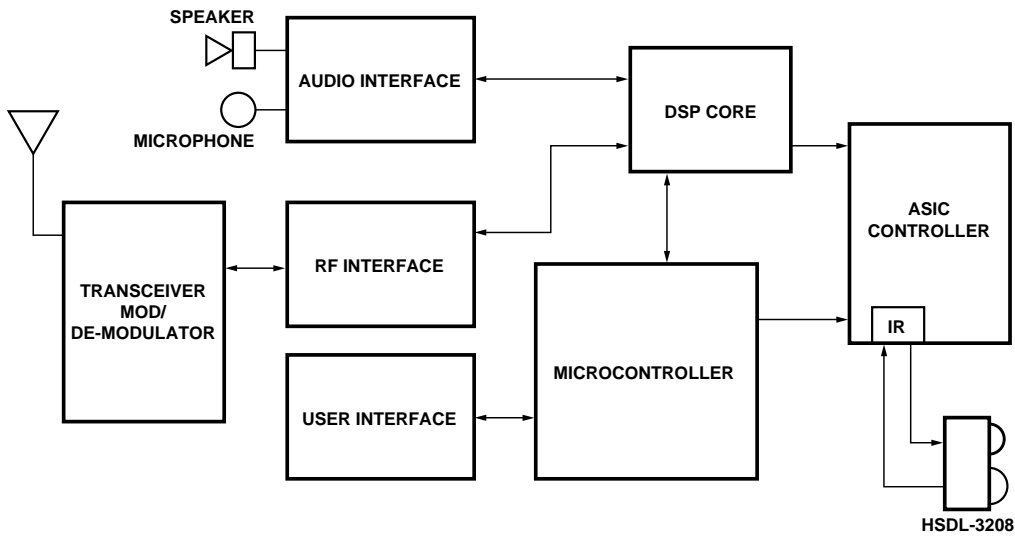 SPEAKER
AUDIO INTERFACE
MICROPHONE
DSP CORE
ASIC
CONTROLLER
RF INTERFACE
TRANSCEIVER
MOD/
DE-MODULATOR
IR
MICROCONTROLLER
USER INTERFACE
HSDL-3208